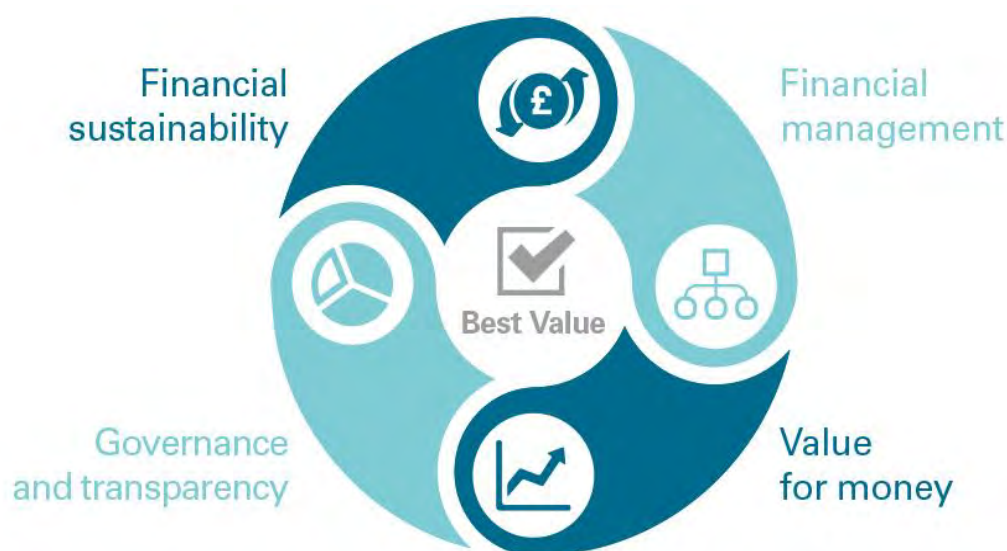 Financial
sustainability
Financial
management
£
Best Value
Governance
and transparency
Value
for money